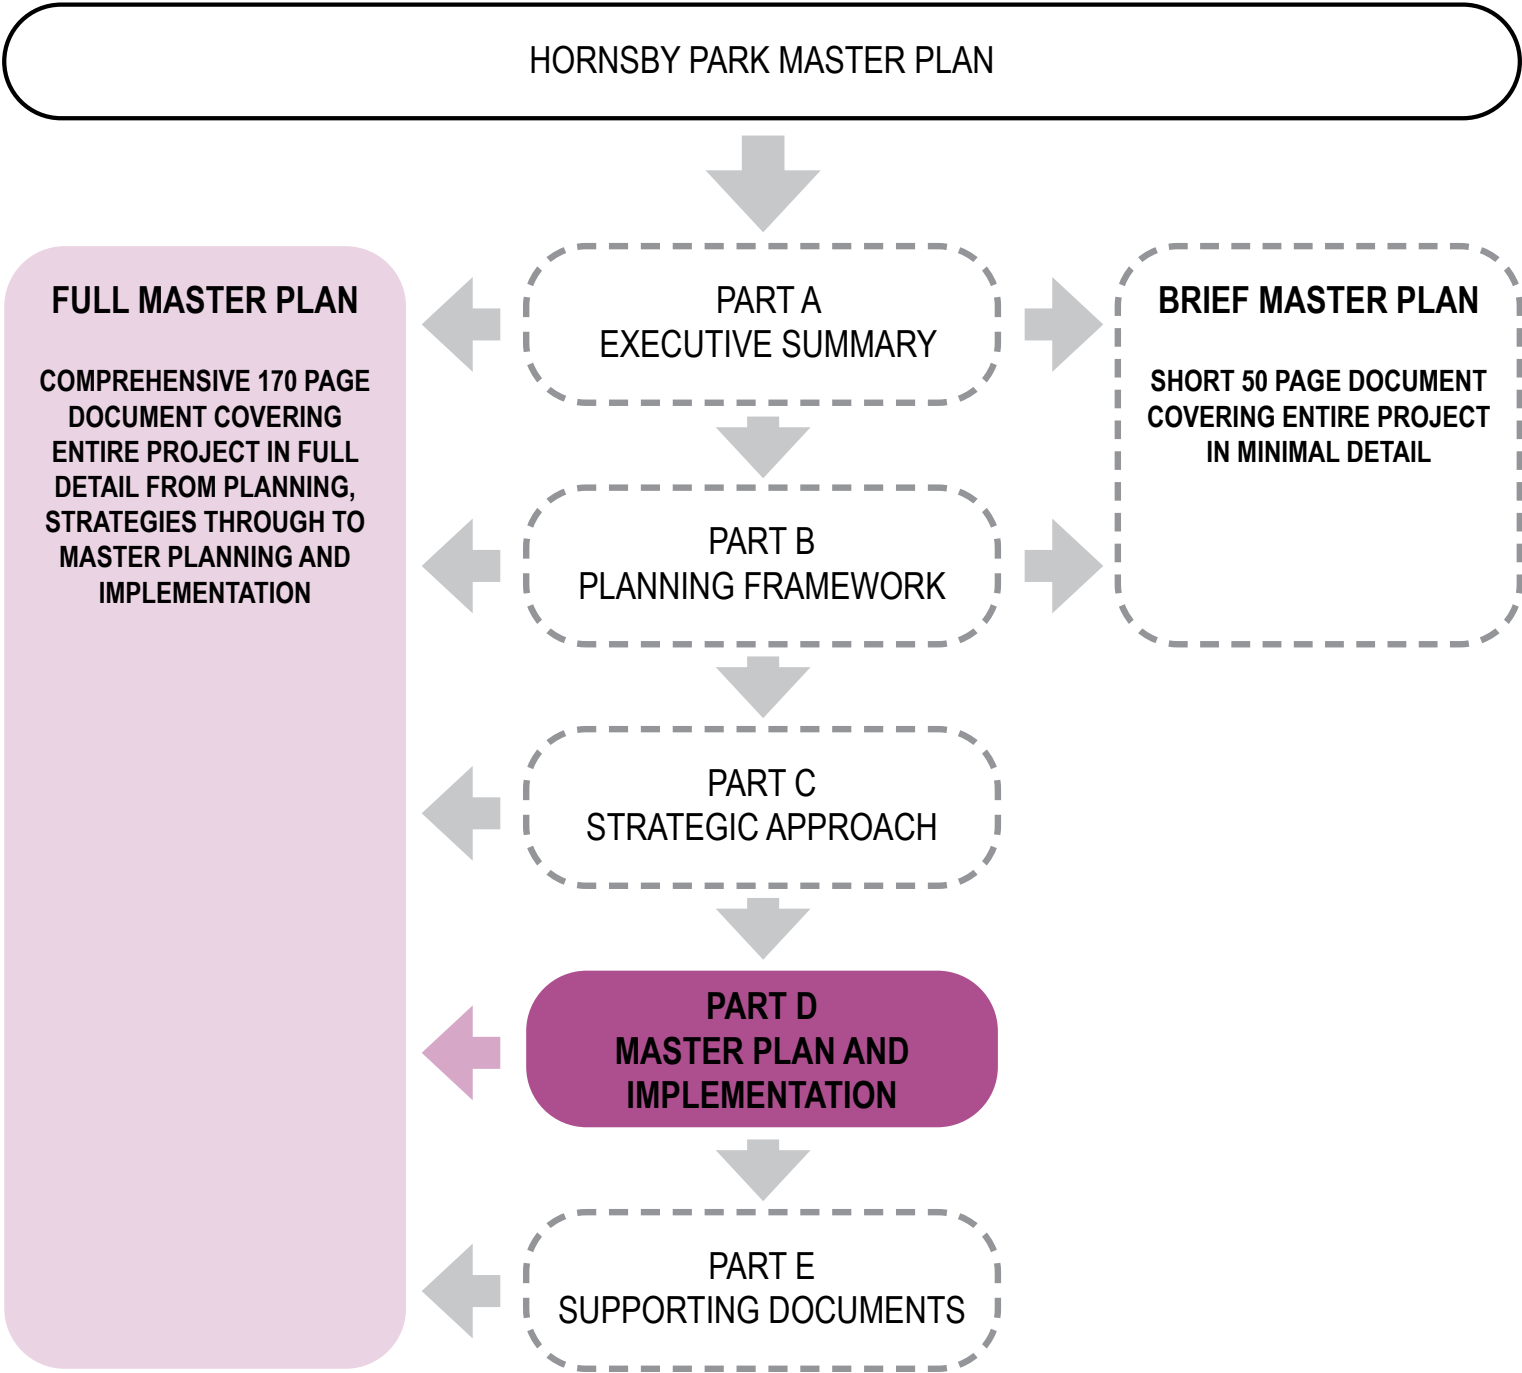 HORNSBY PARK MASTER PLAN
FULL MASTER PLAN
COMPREHENSIVE 170 PAGE
DOCUMENT COVERING
ENTIRE PROJECT IN FULL
DETAIL FROM PLANNING,
STRATEGIES THROUGH TO
MASTER PLANNING AND
IMPLEMENTATION
PART A
EXECUTIVE SUMMARY
BRIEF MASTER PLAN
SHORT 50 PAGE DOCUMENT
COVERING ENTIRE PROJECT
IN MINIMAL DETAIL
PART B
PLANNING FRAMEWORK
PART C
STRATEGIC APPROACH
PART D
MASTER PLAN AND
IMPLEMENTATION
PART E
SUPPORTING DOCUMENTS